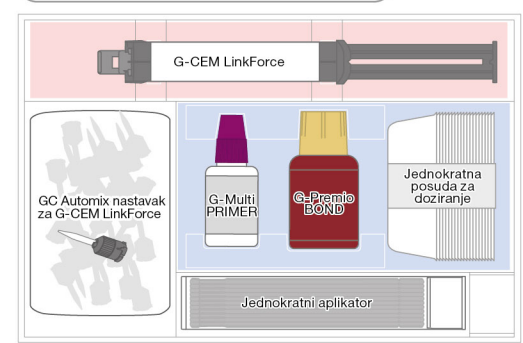 G-CEM LinkForce
GC Automix nastavak
za G-CEM LinkForce
G-Multi
PRIMER
G-Premio
BOND
Jednokratna
posuda za
doziranje
Jednokratni aplikator